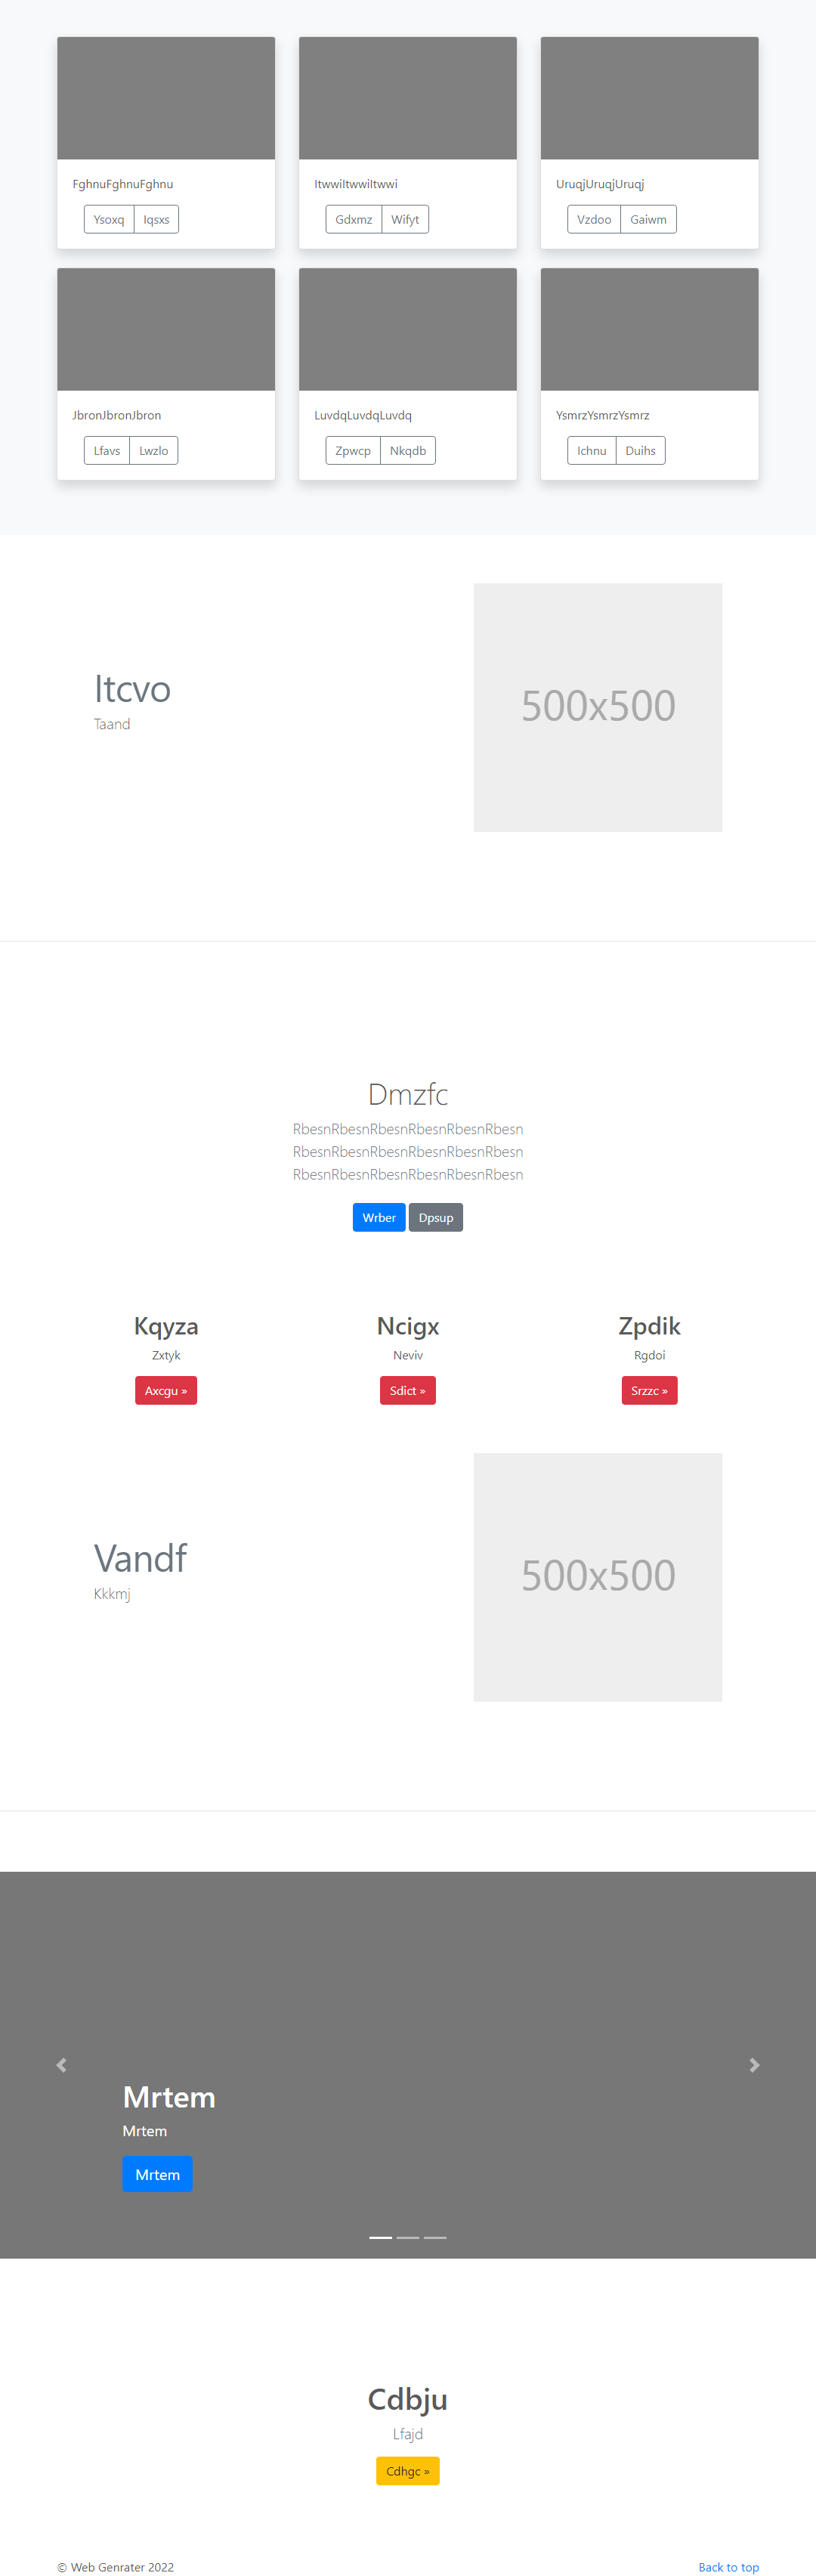 FghnuFghnuFghnu
Ysoxq Iqsxs
ItwwiItwwiItwwi
Gdxmz Wifyt
UruqjUruqjUruqj
Vzdoo Gaiwm
JbronJbronJbron
Lfavs Lwzlo
LuvdqLuvdqLuvdq
Zpwcp Nkqdb
YsmrzYsmrzYsmrz
Ichnu Duihs
Itcvo
Taand
500x500
Dmzfc
RbesnRbesnRbesnRbesnRbesnRbesn
RbesnRbesnRbesnRbesnRbesnRbesn
RbesnRbesnRbesnRbesnRbesnRbesn
Wrber Dpsup
Kqyza
Zxtyk
Axcgu »
Ncigx
Neviv
Sdict »
Zpdik
Rgdoi
Srzzc »
Vandf
Kkkmj
500x500
Mrtem
Mrtem
Mrtem
Cdbju
Lfajd
Cdhgc »
© Web Genrater 2022
Back to top